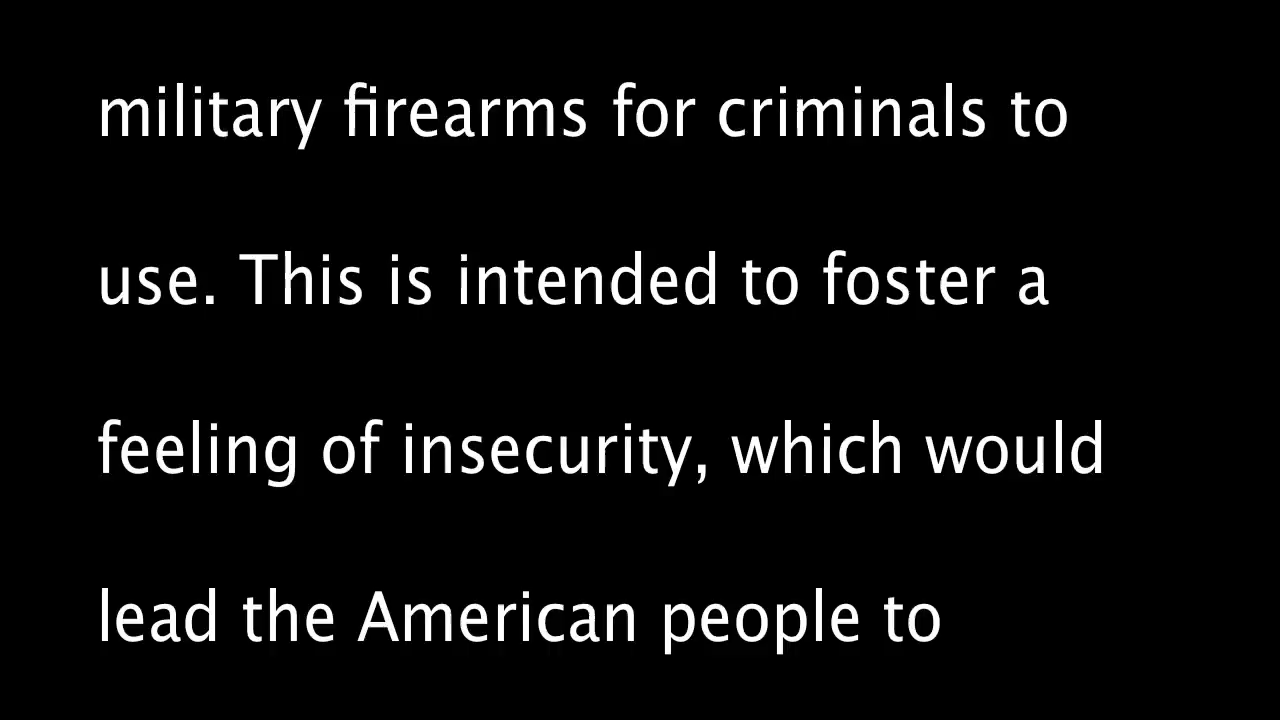 military firearms for criminals to
use. This is intended to foster a
feeling of insecurity, which would
lead the American people to